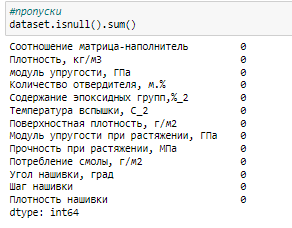 #пропуски
dataset.isnull().sum()
Соотношение матрица-наполнитель 0
Плотность, кг/м3 0
модуль упругости, ГПа 0
Количество отвердителя, м.% 0
Содержание эпоксидных групп,%_2 0
Температура вспышки, С_2 0
Поверхностная плотность, г/м2 0
Модуль упругости при растяжении, ГПа 0
Прочность при растяжении, МПа 0
Потребление смолы, г/м2 0
Угол нашивки, град 0
Шаг нашивки 0
Плотность нашивки 0
dtype: int64